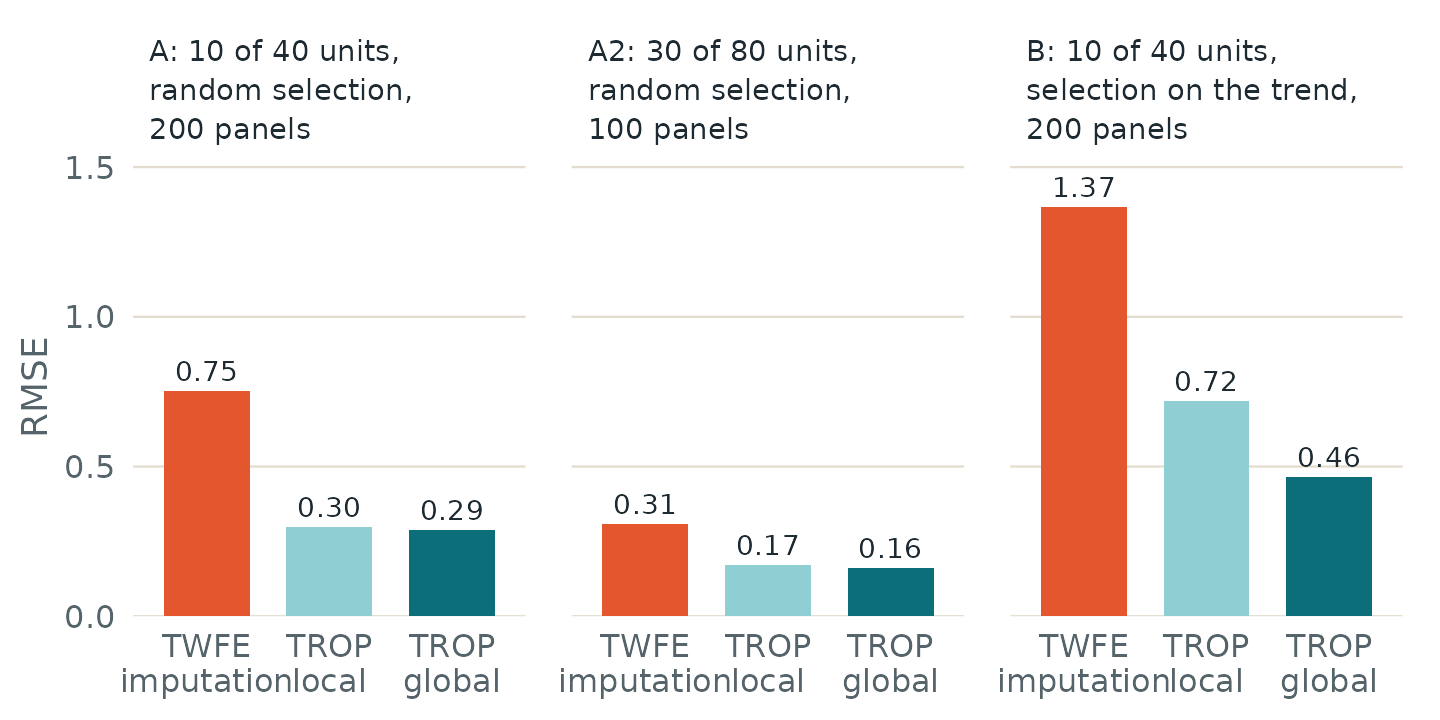 A: 10 of 40 units,
random selection,
200 panels
A2: 30 of 80 units,
random selection,
100 panels
B: 10 of 40 units,
selection on the trend,
200 panels
RMSE
1.5
1.0
0.5
0.0
0.75
0.30
0.29
0.31
0.17
0.16
1.37
0.72
0.46
TWFE
imputation
TROP
local
TROP
global
TWFE
imputation
TROP
local
TROP
global
TWFE
imputation
TROP
local
TROP
global